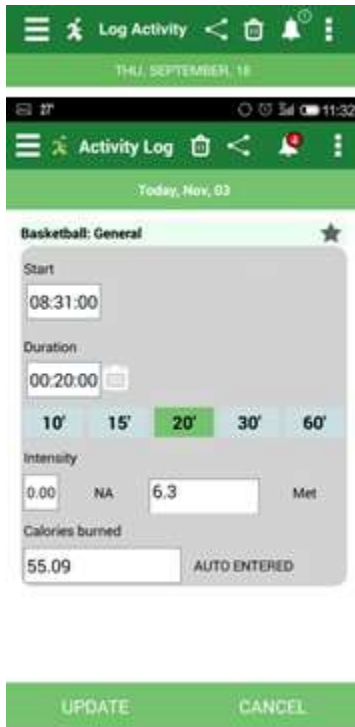 Log Activity
THU, SEPTEMBER, 18
27° 11:32
Activity Log
Today, Nov, 03
Basketball: General
Start
08:31:00
Duration
00:20:00
10' 15' 20' 30' 60'
Intensity
0.00 NA 6.3 Met
Calories burned
55.09 AUTO ENTERED
UPDATE CANCEL